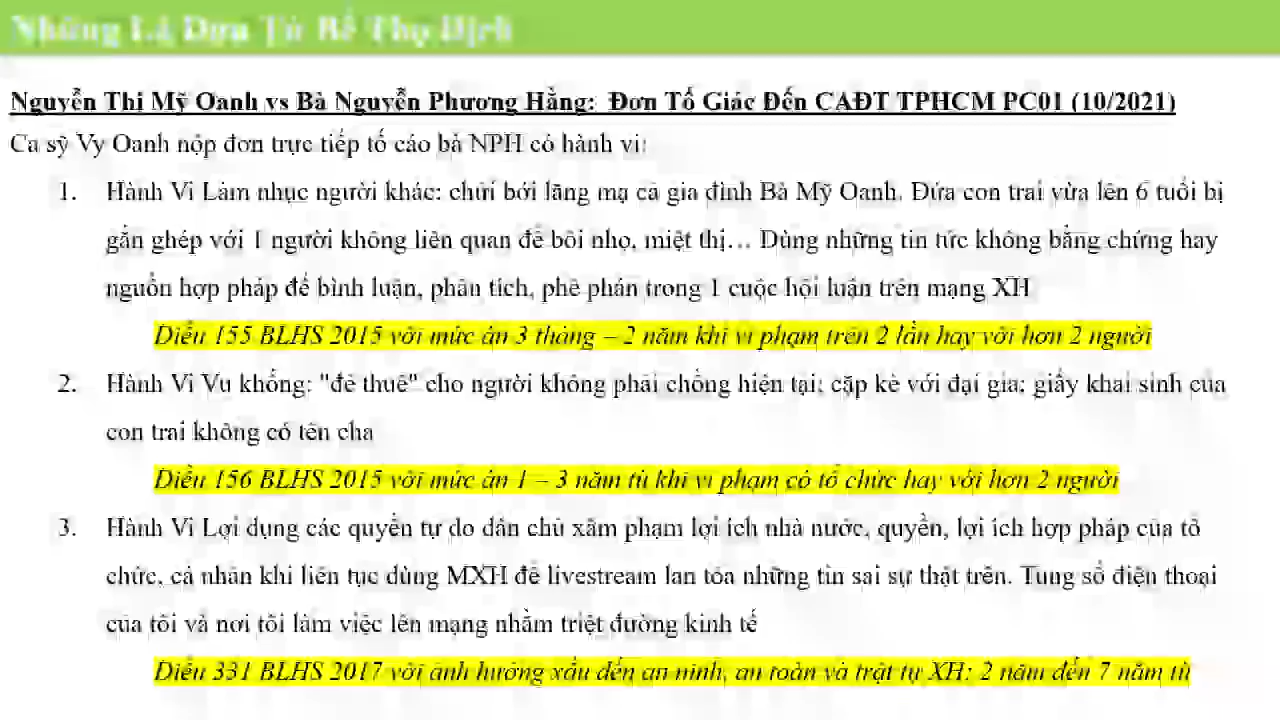 Những Lá Đơn Từ Bề Thọ Địch
Nguyễn Thị Mỹ Oanh vs Bà Nguyễn Phương Hằng: Đơn Tố Giác Đến CAĐT TPHCM PC01 (10/2021)
Ca sỹ Vy Oanh nộp đơn trực tiếp tố cáo bà NPH có hành vi:
1. Hành Vi Làm nhục người khác: chửi bới lăng mạ cả gia đình Bà Mỹ Oanh. Đứa con trai vừa lên 6 tuổi bị
gắn ghép với 1 người không liên quan để bôi nhọ, miệt thị… Dùng những tin tức không bằng chứng hay
nguồn hợp pháp để bình luận, phân tích, phê phán trong 1 cuộc hội luận trên mạng XH
Điều 155 BLHS 2015 với mức án 3 tháng – 2 năm khi vi phạm trên 2 lần hay với hơn 2 người
2. Hành Vi Vu khống: "đẻ thuê" cho người không phải chồng hiện tại; cặp kè với đại gia; giấy khai sinh của
con trai không có tên cha
Điều 156 BLHS 2015 với mức án 1 – 3 năm tù khi vi phạm có tổ chức hay với hơn 2 người
3. Hành Vi Lợi dụng các quyền tự do dân chủ xâm phạm lợi ích nhà nước, quyền, lợi ích hợp pháp của tổ
chức, cá nhân khi liên tục dùng MXH để livestream lan tỏa những tin sai sự thật trên. Tung số điện thoại
của tôi và nơi tôi làm việc lên mạng nhằm triệt đường kinh tế
Điều 331 BLHS 2017 với ảnh hưởng xấu đến an ninh, an toàn và trật tự XH: 2 năm đến 7 năm tù